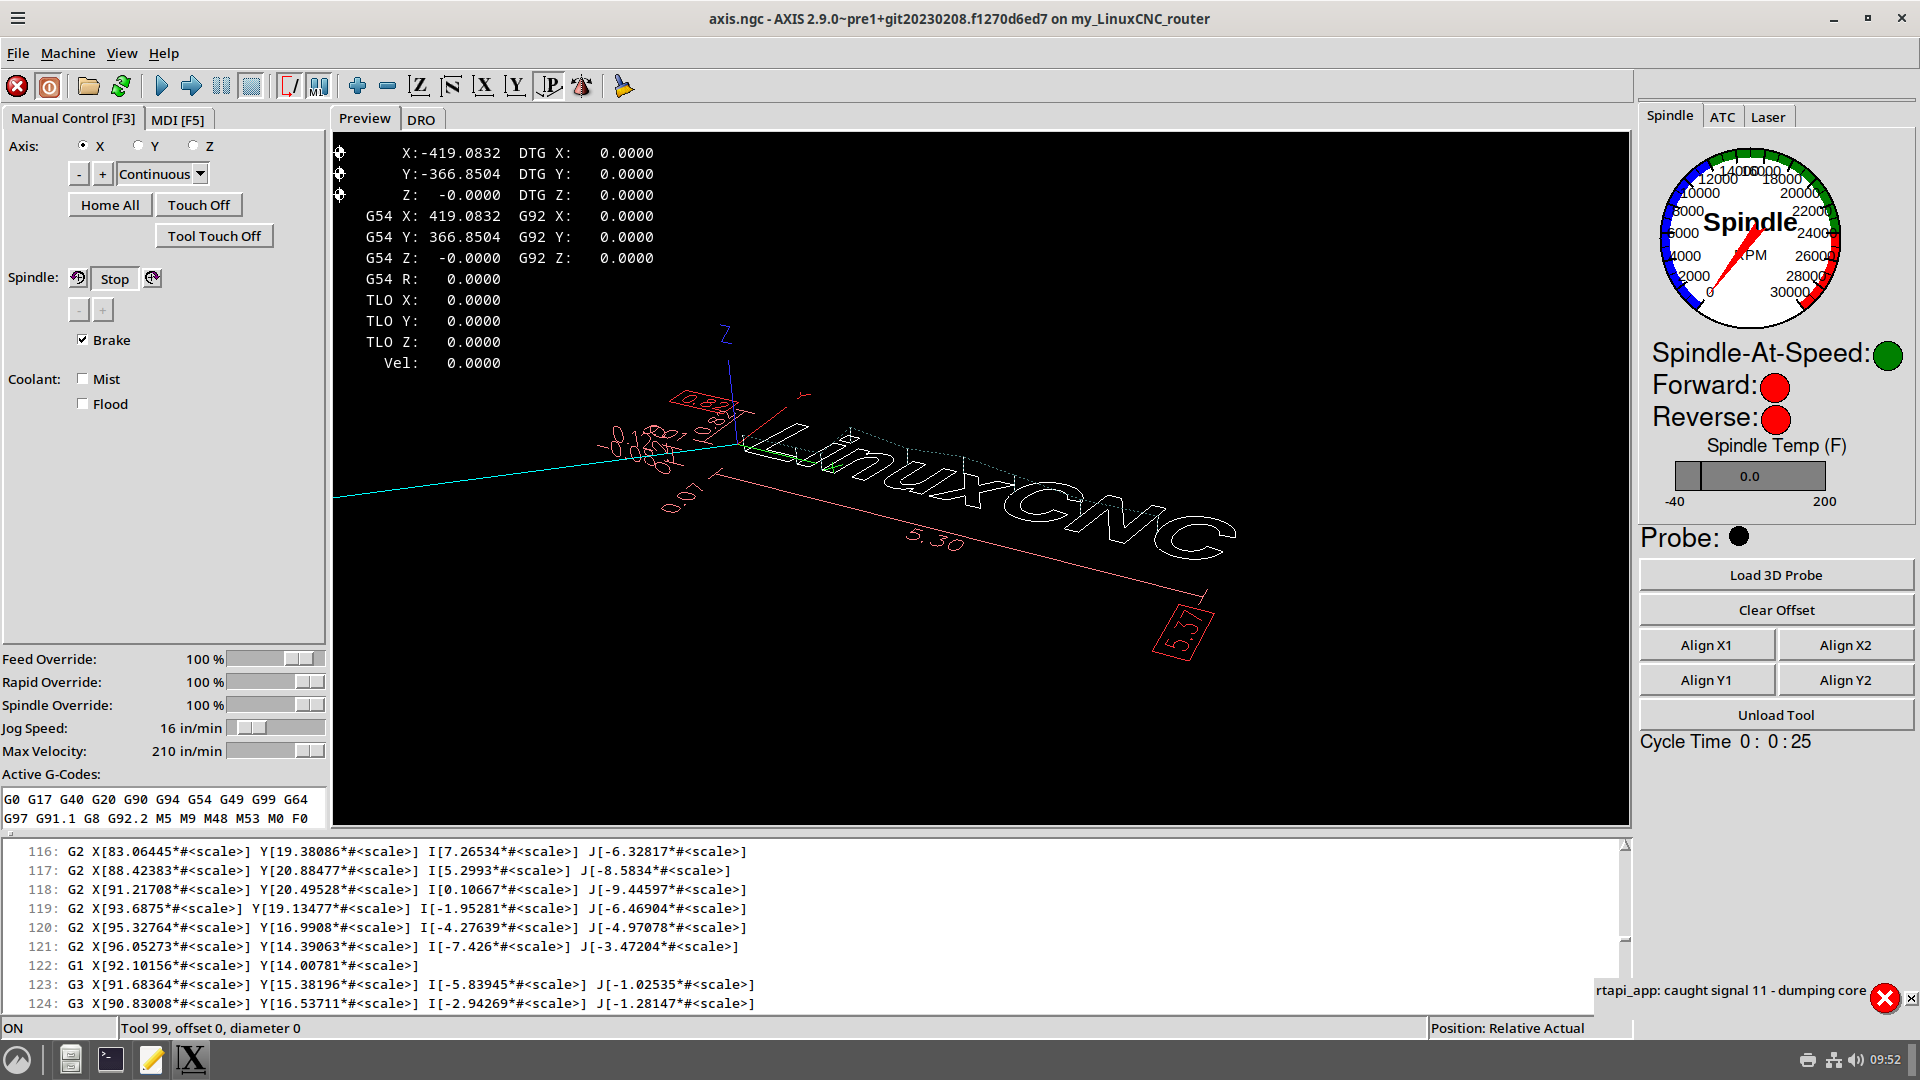 axis.ngc - AXIS 2.9.0~pre1+git20230208.f1270d6ed7 on my_LinuxCNC_router
File Machine View Help
Manual Control [F3] MDI [F5]
Axis: X Y Z
- + Continuous
Home All Touch Off
Tool Touch Off
Spindle: Stop
- +
Brake
Coolant: Mist
Flood
Feed Override: 100 %
Rapid Override: 100 %
Spindle Override: 100 %
Jog Speed: 16 in/min
Max Velocity: 210 in/min
Active G-Codes:
G0 G17 G40 G20 G90 G94 G54 G49 G99 G64
G97 G91.1 G8 G92.2 M5 M9 M48 M53 M0 F0
Preview DRO
X:-419.0832 DTG X: 0.0000
Y:-366.8504 DTG Y: 0.0000
Z: -0.0000 DTG Z: 0.0000
G54 X: 419.0832 G92 X: 0.0000
G54 Y: 366.8504 G92 Y: 0.0000
G54 Z: -0.0000 G92 Z: 0.0000
G54 R: 0.0000
TLO X: 0.0000
TLO Y: 0.0000
TLO Z: 0.0000
Vel: 0.0000
Z
Y
0.82
LinuxCNC
0.07
5.30
5.37
Spindle ATC Laser
0 2000 4000 6000 8000 10000 12000 14000 16000 18000 20000 22000 24000 26000 28000 30000
Spindle
RPM
Spindle-At-Speed:
Forward:
Reverse:
Spindle Temp (F)
0.0
-40 200
Probe:
Load 3D Probe
Clear Offset
Align X1 Align X2
Align Y1 Align Y2
Unload Tool
Cycle Time 0 : 0 : 25
116: G2 X[83.06445*#<scale>] Y[19.38086*#<scale>] I[7.26534*#<scale>] J[-6.32817*#<scale>]
117: G2 X[88.42383*#<scale>] Y[20.88477*#<scale>] I[5.2993*#<scale>] J[-8.5834*#<scale>]
118: G2 X[91.21708*#<scale>] Y[20.49528*#<scale>] I[0.10667*#<scale>] J[-9.44597*#<scale>]
119: G2 X[93.6875*#<scale>] Y[19.13477*#<scale>] I[-1.95281*#<scale>] J[-6.46904*#<scale>]
120: G2 X[95.32764*#<scale>] Y[16.9908*#<scale>] I[-4.27639*#<scale>] J[-4.97078*#<scale>]
121: G2 X[96.05273*#<scale>] Y[14.39063*#<scale>] I[-7.426*#<scale>] J[-3.47204*#<scale>]
122: G1 X[92.10156*#<scale>] Y[14.00781*#<scale>]
123: G3 X[91.68364*#<scale>] Y[15.38196*#<scale>] I[-5.83945*#<scale>] J[-1.02535*#<scale>]
124: G3 X[90.83008*#<scale>] Y[16.53711*#<scale>] I[-2.94269*#<scale>] J[-1.28147*#<scale>]
rtapi_app: caught signal 11 - dumping core
ON Tool 99, offset 0, diameter 0 Position: Relative Actual
09:52